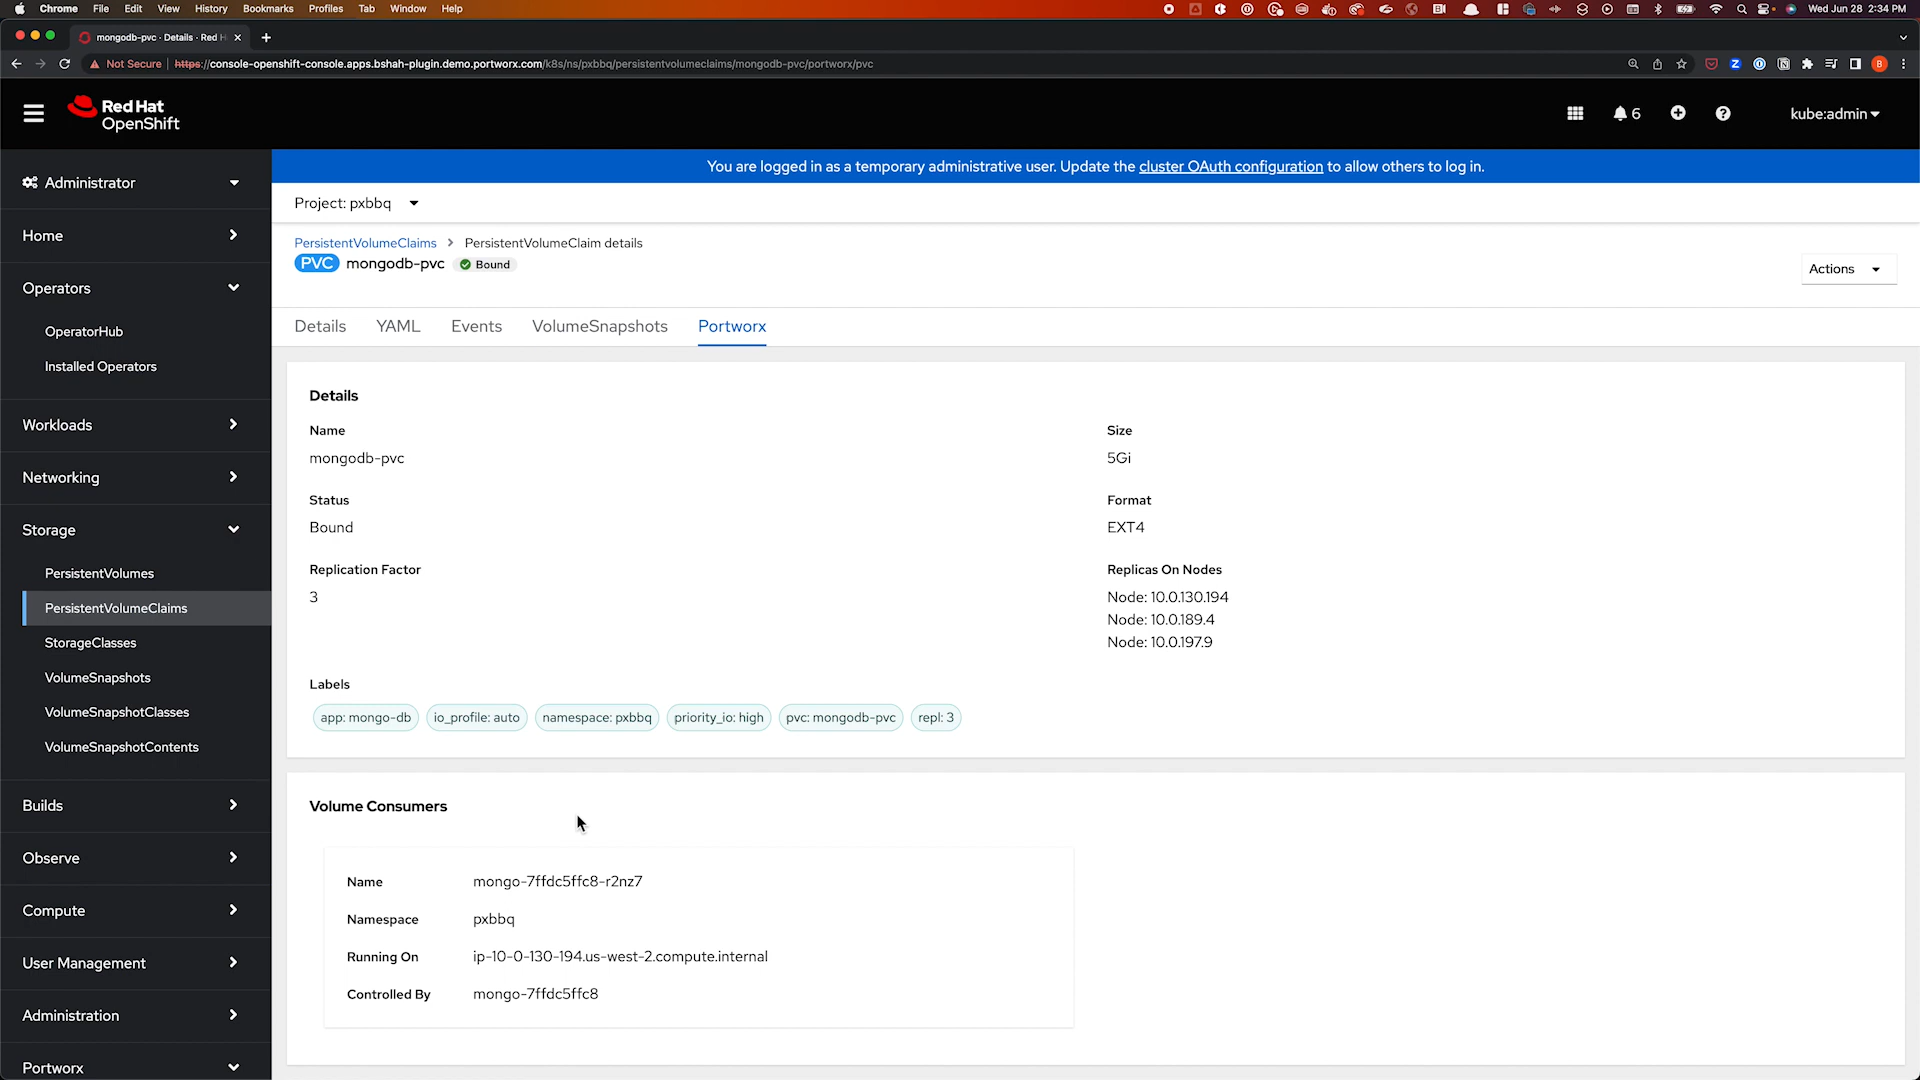 Chrome File Edit View History Bookmarks Profiles Tab Window Help
Wed Jun 28 2:34 PM
mongodb-pvc · Details · Red H
Not Secure https://console-openshift-console.apps.bshah-plugin.demo.portworx.com/k8s/ns/pxbbq/persistentvolumeclaims/mongodb-pvc/portworx/pvc
Red Hat
OpenShift
6
kube:admin
You are logged in as a temporary administrative user. Update the cluster OAuth configuration to allow others to log in.
Administrator
Home
Operators
OperatorHub
Installed Operators
Workloads
Networking
Storage
PersistentVolumes
PersistentVolumeClaims
StorageClasses
VolumeSnapshots
VolumeSnapshotClasses
VolumeSnapshotContents
Builds
Observe
Compute
User Management
Administration
Portworx
Project: pxbbq
PersistentVolumeClaims > PersistentVolumeClaim details
PVC mongodb-pvc Bound
Actions
Details YAML Events VolumeSnapshots Portworx
Details
Name
mongodb-pvc
Size
5Gi
Status
Bound
Format
EXT4
Replication Factor
3
Replicas On Nodes
Node: 10.0.130.194
Node: 10.0.189.4
Node: 10.0.197.9
Labels
app: mongo-db io_profile: auto namespace: pxbbq priority_io: high pvc: mongodb-pvc repl: 3
Volume Consumers
Name mongo-7ffdc5ffc8-r2nz7
Namespace pxbbq
Running On ip-10-0-130-194.us-west-2.compute.internal
Controlled By mongo-7ffdc5ffc8